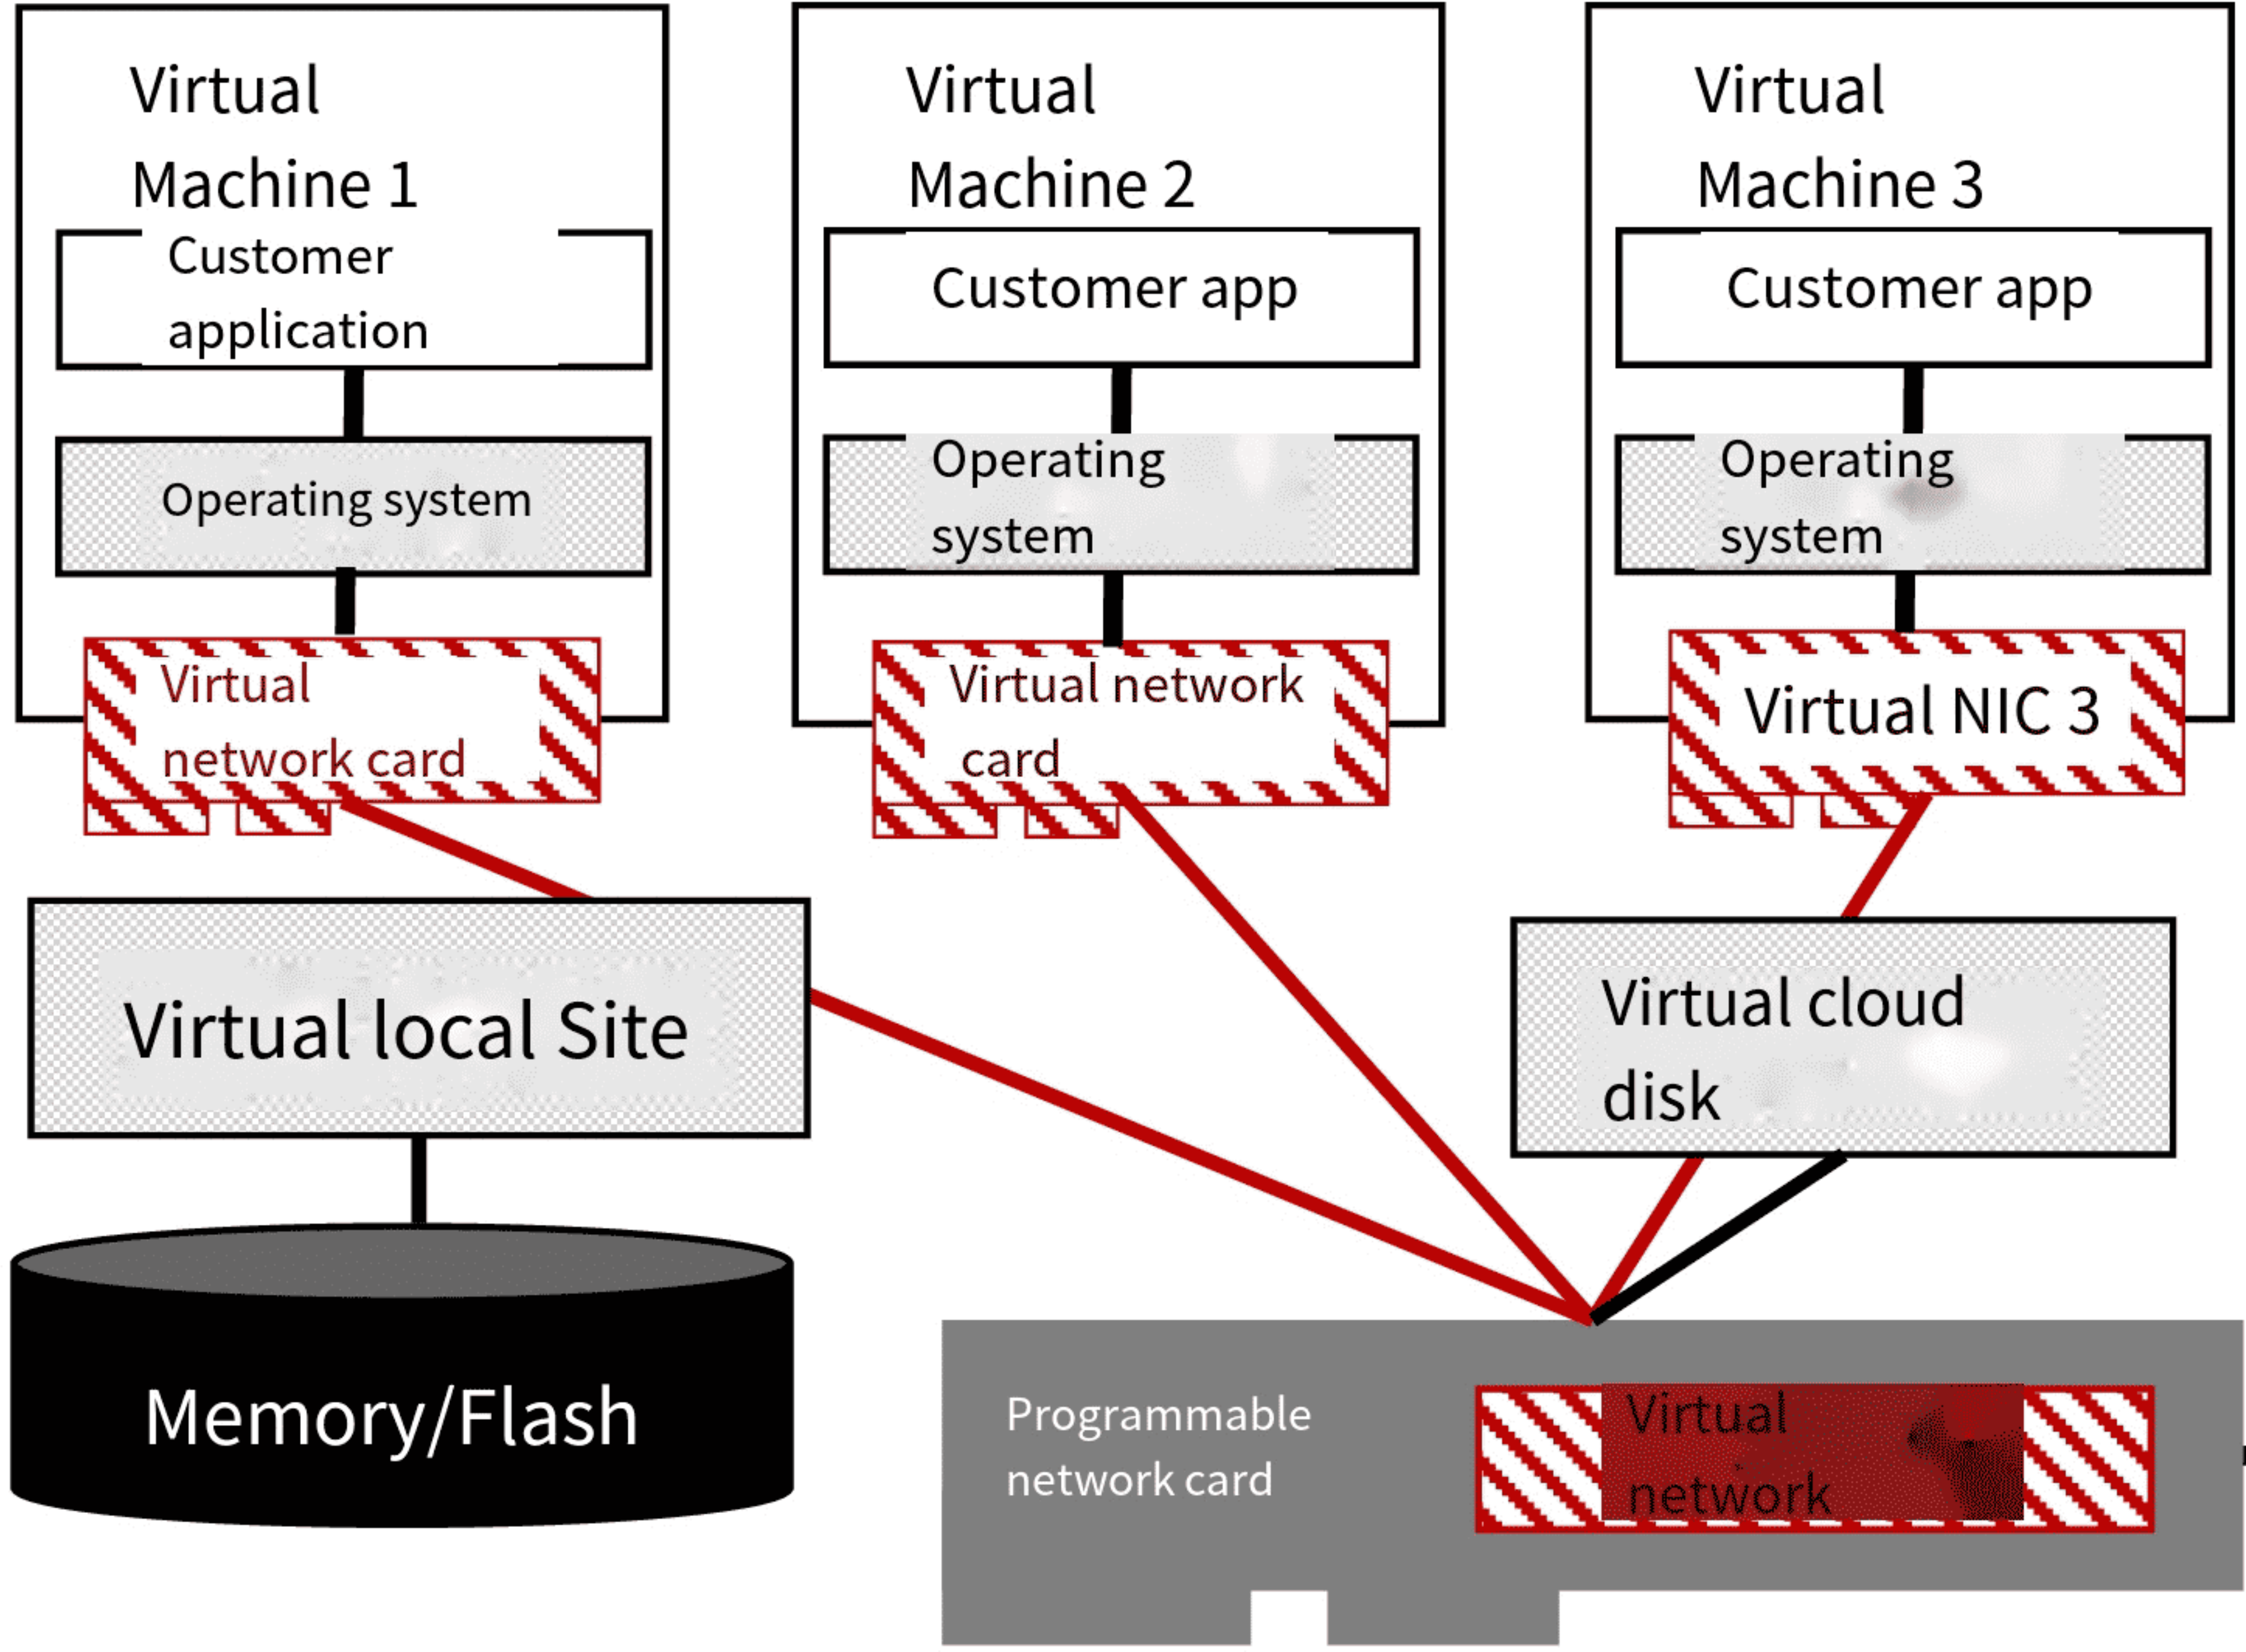 Virtual
Machine 1
Customer
application
Operating system
Virtual
network card
Virtual
Machine 2
Customer app
Operating
system
Virtual network
card
Virtual
Machine 3
Customer app
Operating
system
Virtual NIC 3
Virtual local Site
Memory/Flash
Virtual cloud
disk
Programmable
network card
Virtual
network